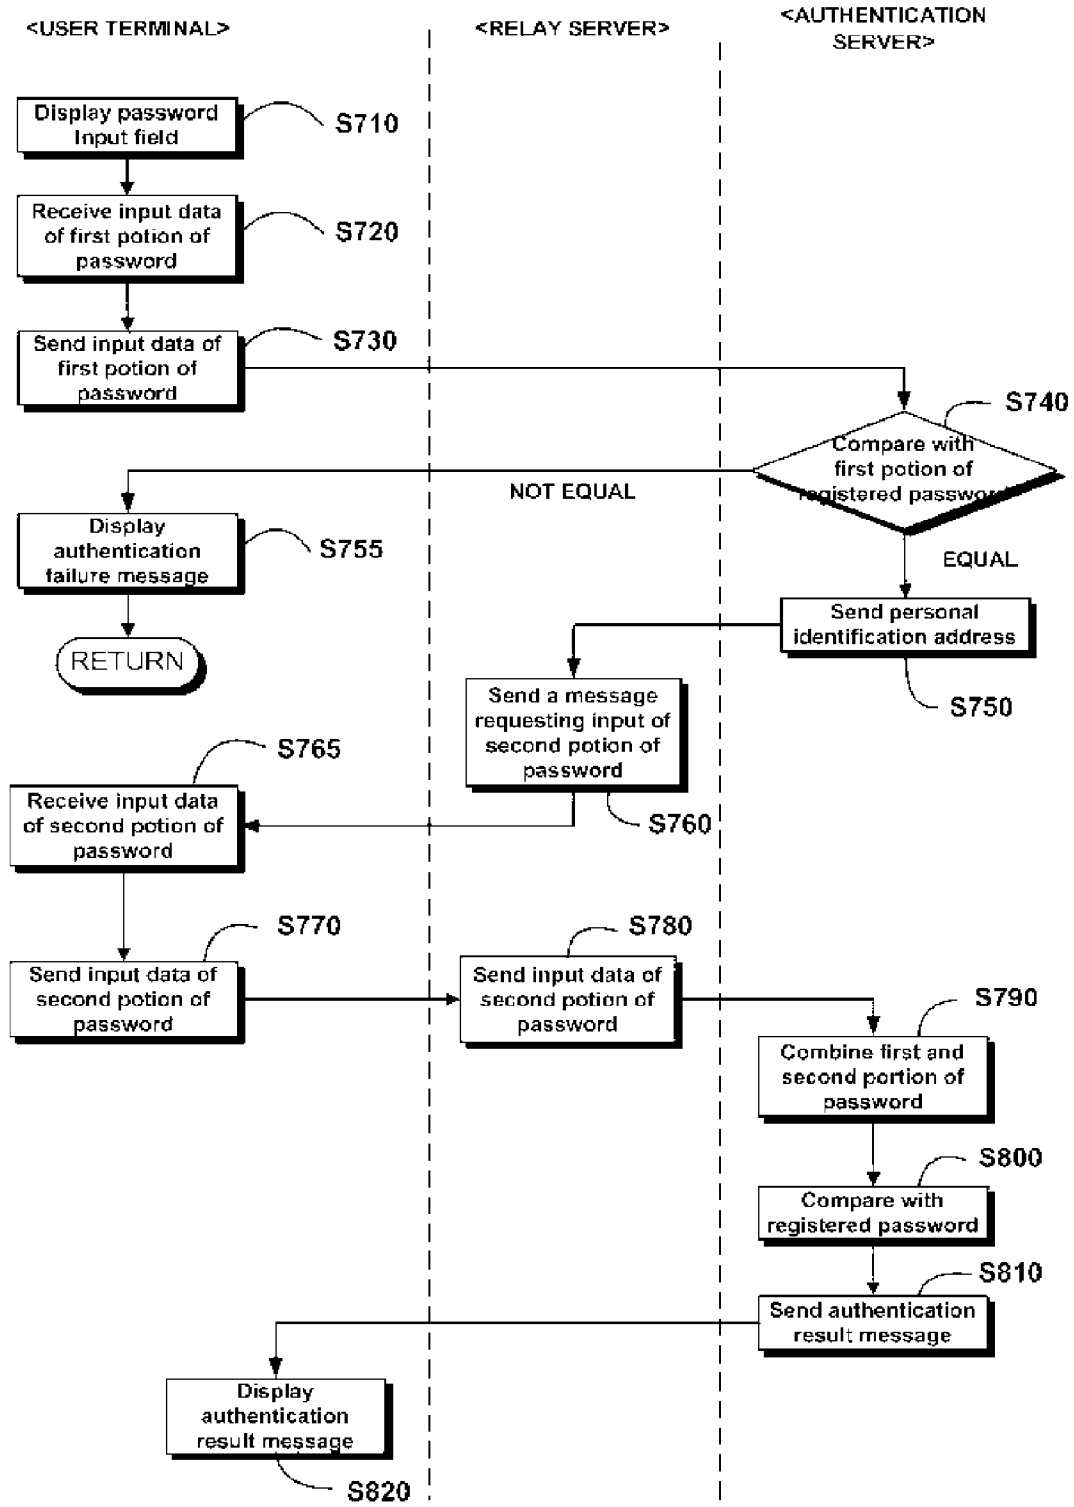 <USER TERMINAL>
<RELAY SERVER>
<AUTHENTICATION
SERVER>
Display password
Input field
S710
Receive input data
of first potion of
password
S720
Send input data of
first potion of
password
S730
S740
Compare with
first potion of
registered password
NOT EQUAL
EQUAL
Display
authentication
failure message
S755
RETURN
Send personal
identification address
S750
Send a message
requesting input of
second potion of
password
S760
S765
Receive input data
of second potion of
password
S770
Send input data of
second potion of
password
S780
Send input data of
second potion of
password
S790
Combine first and
second portion of
password
S800
Compare with
registered password
S810
Send authentication
result message
Display
authentication
result message
S820